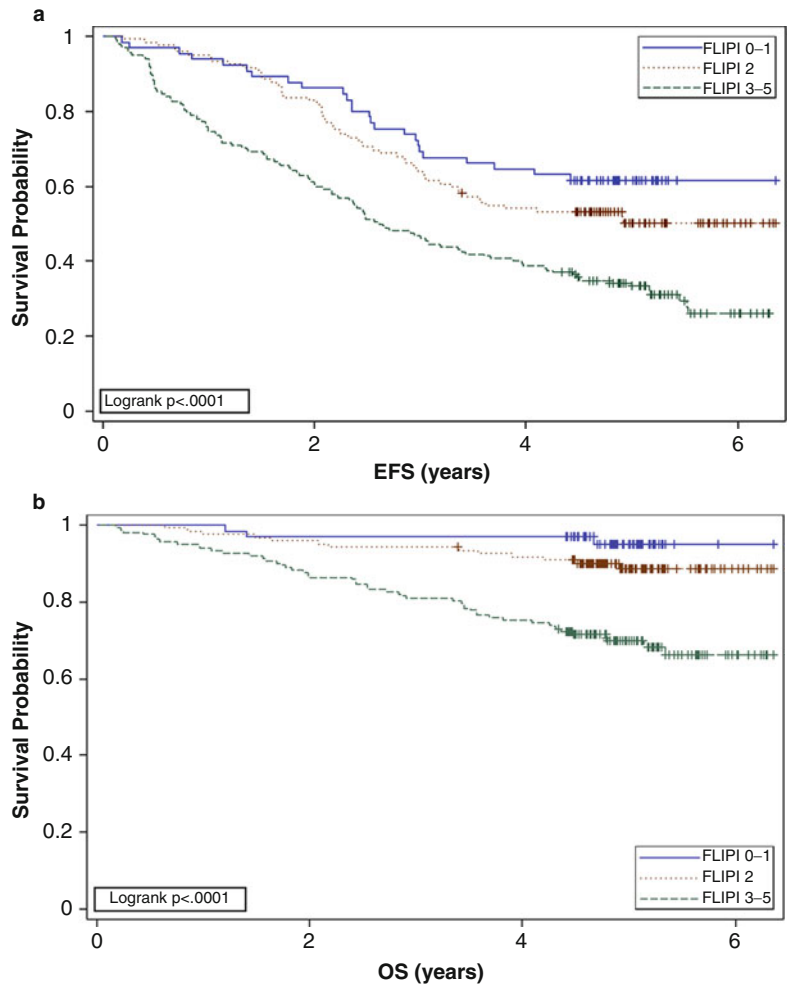 a
1
0.8
0.6
0.4
0.2
0
Survival Probability
FLIPI 0–1
FLIPI 2
FLIPI 3–5
Logrank p<.0001
0 2 4 6
EFS (years)
b
1
0.8
0.6
0.4
0.2
0
Survival Probability
FLIPI 0–1
FLIPI 2
FLIPI 3–5
Logrank p<.0001
0 2 4 6
OS (years)